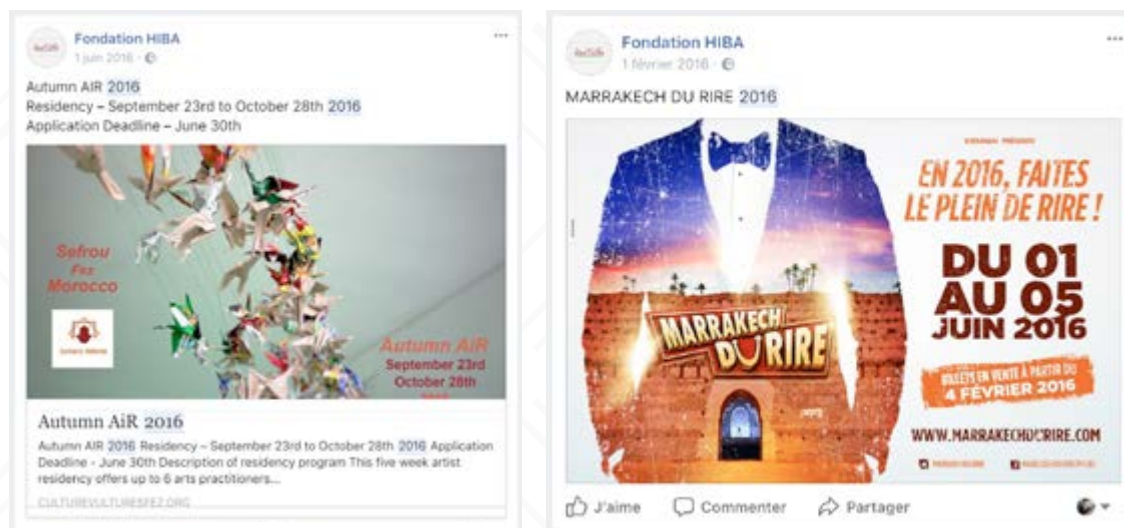 Fondation HIBA
1 juin 2016
Autumn AIR 2016
Residency – September 23rd to October 28th 2016
Application Deadline – June 30th
Sefrou
Fez
Morocco
Autumn AiR
September 23rd
October 28th
Autumn AiR 2016
Autumn AIR 2016 Residency – September 23rd to October 28th 2016 Application
Deadline - June 30th Description of residency program This five week artist
residency offers up to 6 arts practitioners...
CULTUREVULTURESFEZ.ORG
Fondation HIBA
1 février 2016
MARRAKECH DU RIRE 2016
EN 2016, FAITES
LE PLEIN DE RIRE !
DU 01
AU 05
JUIN 2016
MARRAKECH
DU RIRE
BILLETS EN VENTE À PARTIR DU
4 FÉVRIER 2016
WWW.MARRAKECHDURIRE.COM
J'aime
Commenter
Partager